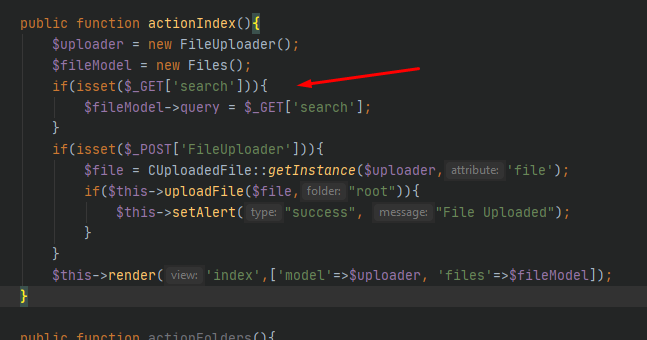 public function actionIndex(){
$uploader = new FileUploader();
$fileModel = new Files();
if(isset($_GET['search'])){
$fileModel->query = $_GET['search'];
}
if(isset($_POST['FileUploader'])){
$file = CUploadedFile::getInstance($uploader, attribute: 'file');
if($this->uploadFile($file, folder: "root")){
$this->setAlert( type: "success", message: "File Uploaded");
}
}
$this->render( view: 'index',['model'=>$uploader, 'files'=>$fileModel]);
}
public function actionFolders(){